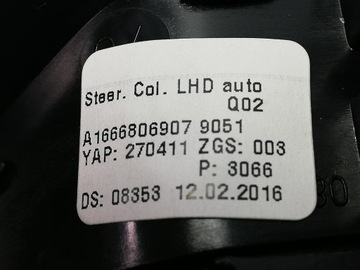 Steer. Col. LHD auto
Q02
A1666806907 9051
YAP: 270411 ZGS: 003
P: 3066
DS: 08353 12.02.2016